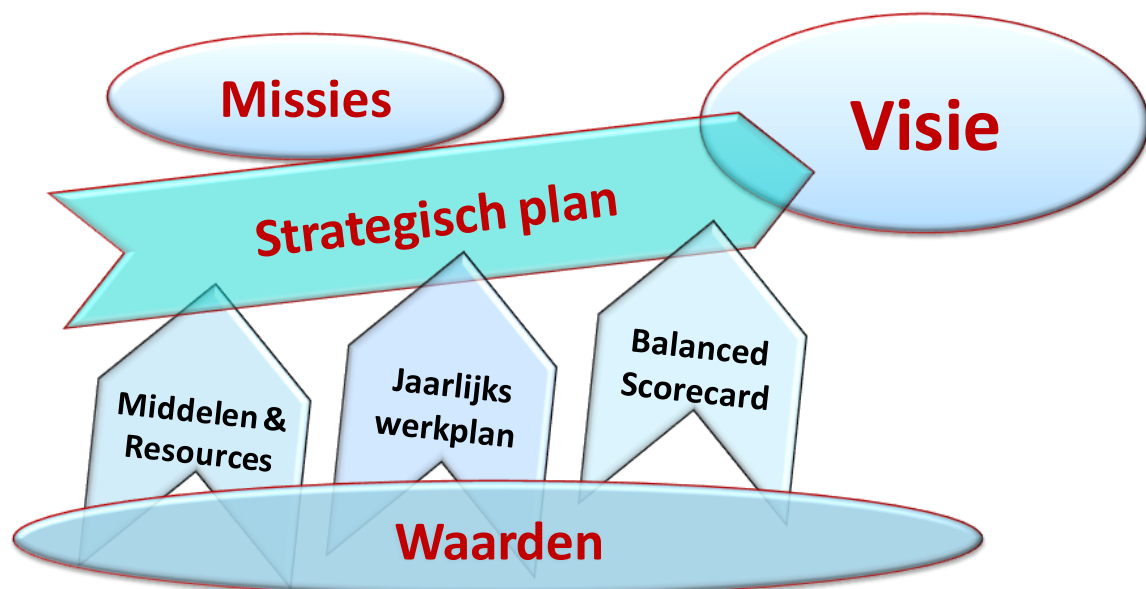 Missies
Visie
Strategisch plan
Middelen &
Resources
Jaarlijks
werkplan
Balanced
Scorecard
Waarden